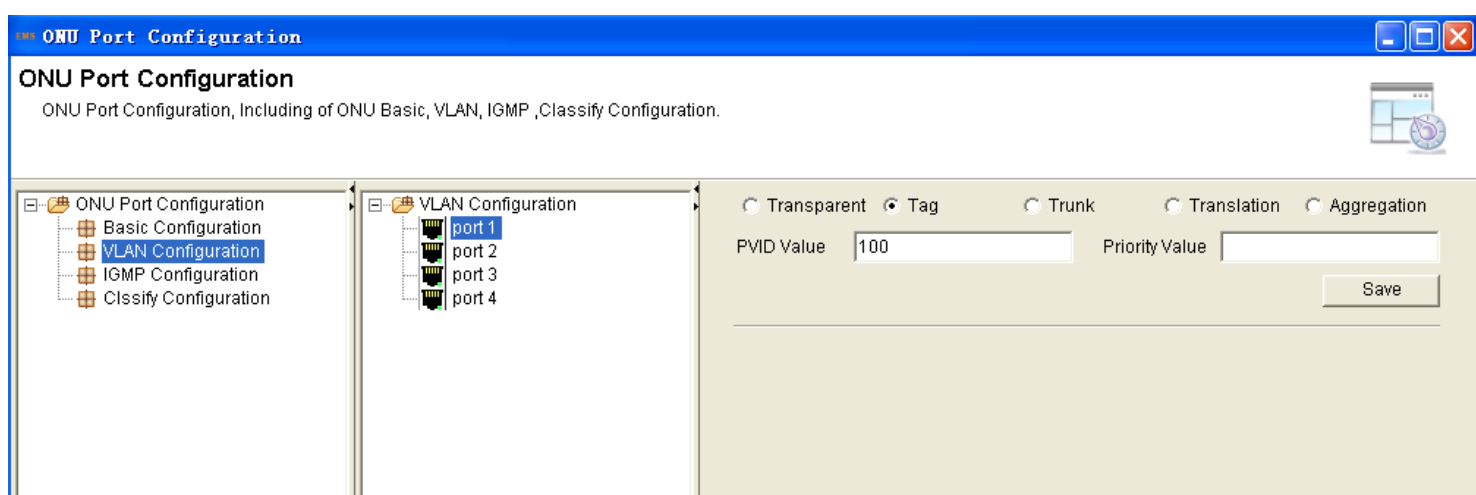 EMS ONU Port Configuration
ONU Port Configuration
ONU Port Configuration, Including of ONU Basic, VLAN, IGMP ,Classify Configuration.
ONU Port Configuration
Basic Configuration
VLAN Configuration
IGMP Configuration
Clssify Configuration
VLAN Configuration
port 1
port 2
port 3
port 4
Transparent Tag Trunk Translation Aggregation
PVID Value 100 Priority Value
Save